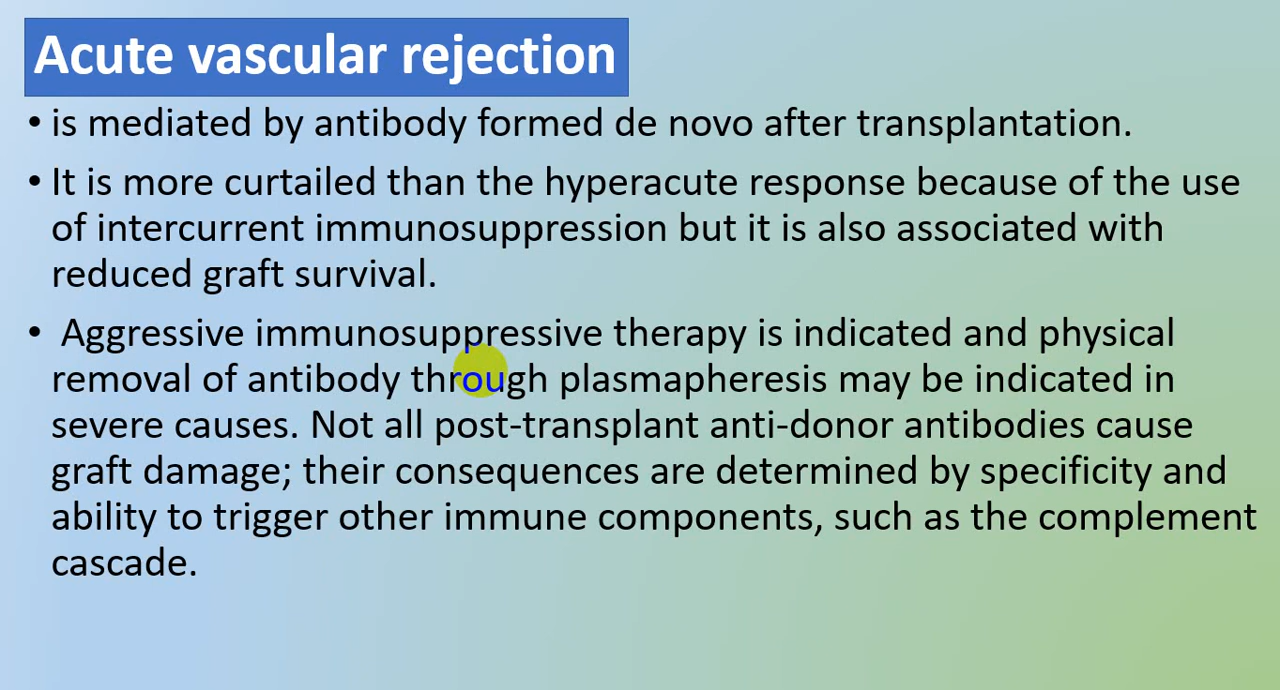 Acute vascular rejection
• is mediated by antibody formed de novo after transplantation.
• It is more curtailed than the hyperacute response because of the use
of intercurrent immunosuppression but it is also associated with
reduced graft survival.
• Aggressive immunosuppressive therapy is indicated and physical
removal of antibody through plasmapheresis may be indicated in
severe causes. Not all post-transplant anti-donor antibodies cause
graft damage; their consequences are determined by specificity and
ability to trigger other immune components, such as the complement
cascade.